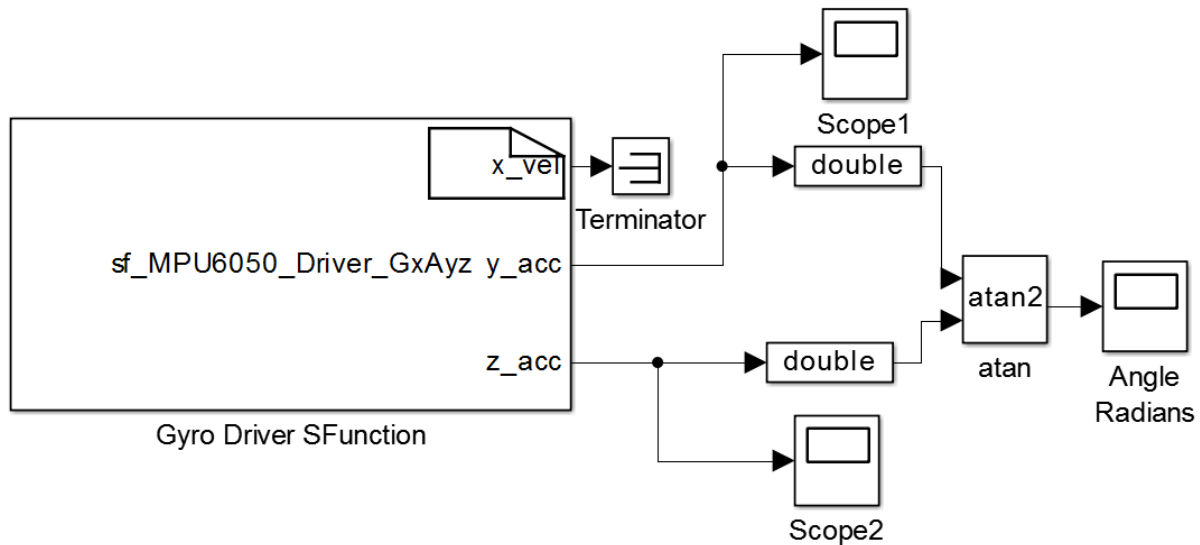 Scope1
x_vel
double
Terminator
sf_MPU6050_Driver_GxAyz y_acc
atan2
z_acc
double
atan
Angle
Radians
Gyro Driver SFunction
Scope2